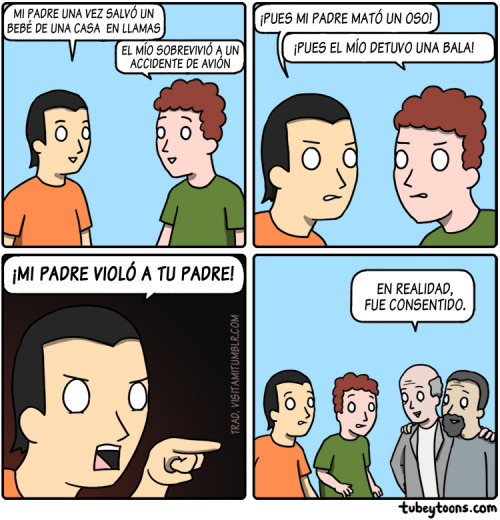 MI PADRE UNA VEZ SALVÓ UN
BEBÉ DE UNA CASA EN LLAMAS
EL MÍO SOBREVIVIÓ A UN
ACCIDENTE DE AVIÓN
¡PUES MI PADRE MATÓ UN OSO!
¡PUES EL MÍO DETUVO UNA BALA!
¡MI PADRE VIOLÓ A TU PADRE!
TRAD. VISITAMITUMBLR.COM
EN REALIDAD,
FUE CONSENTIDO.
tubeytoons.com